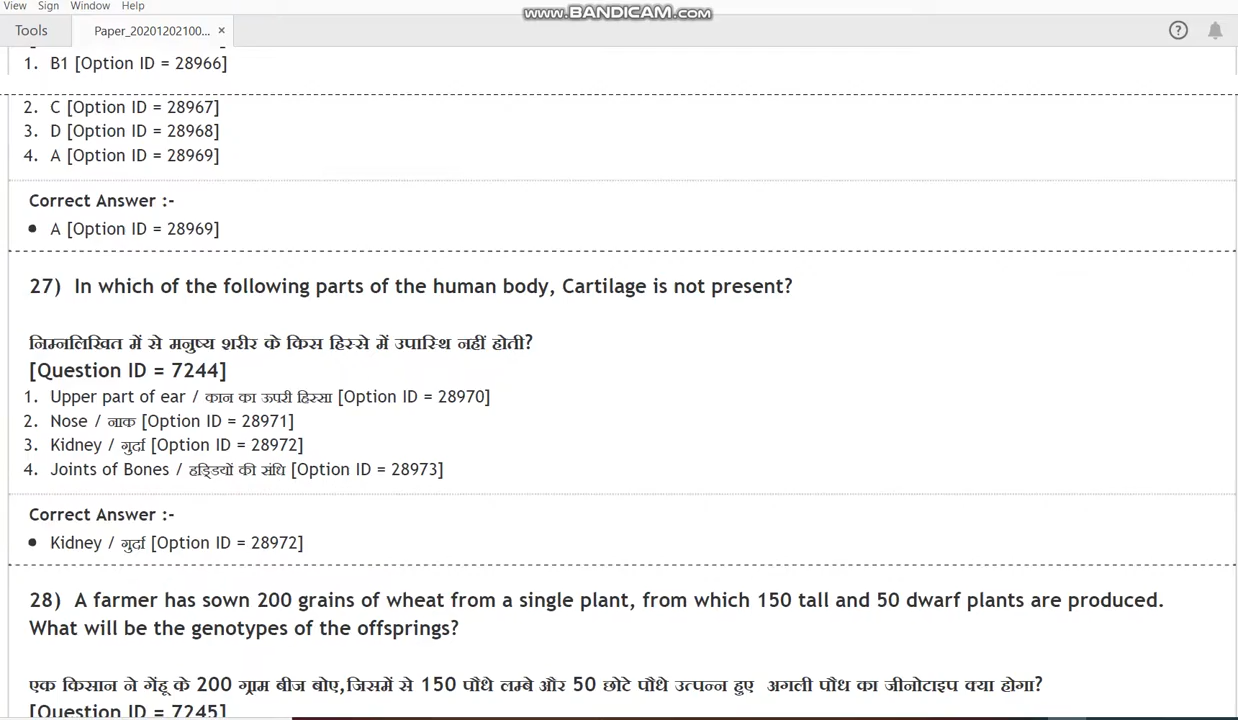 View Sign Window Help
www.BANDICAM.com
Tools Paper_20201202100... ×
1. B1 [Option ID = 28966]
2. C [Option ID = 28967]
3. D [Option ID = 28968]
4. A [Option ID = 28969]
Correct Answer :-
• A [Option ID = 28969]
27) In which of the following parts of the human body, Cartilage is not present?
निम्नलिखित में से मनुष्य शरीर के किस हिस्से में उपास्थि नहीं होती?
[Question ID = 7244]
1. Upper part of ear / कान का ऊपरी हिस्सा [Option ID = 28970]
2. Nose / नाक [Option ID = 28971]
3. Kidney / गुर्दा [Option ID = 28972]
4. Joints of Bones / हड्डियों की संधि [Option ID = 28973]
Correct Answer :-
• Kidney / गुर्दा [Option ID = 28972]
28) A farmer has sown 200 grains of wheat from a single plant, from which 150 tall and 50 dwarf plants are produced.
What will be the genotypes of the offsprings?
एक किसान ने गेंहू के 200 ग्राम बीज बोए,जिसमें से 150 पौधे लम्बे और 50 छोटे पौधे उत्पन्न हुए अगली पौध का जीनोटाइप क्या होगा?
[Question ID = 7245]